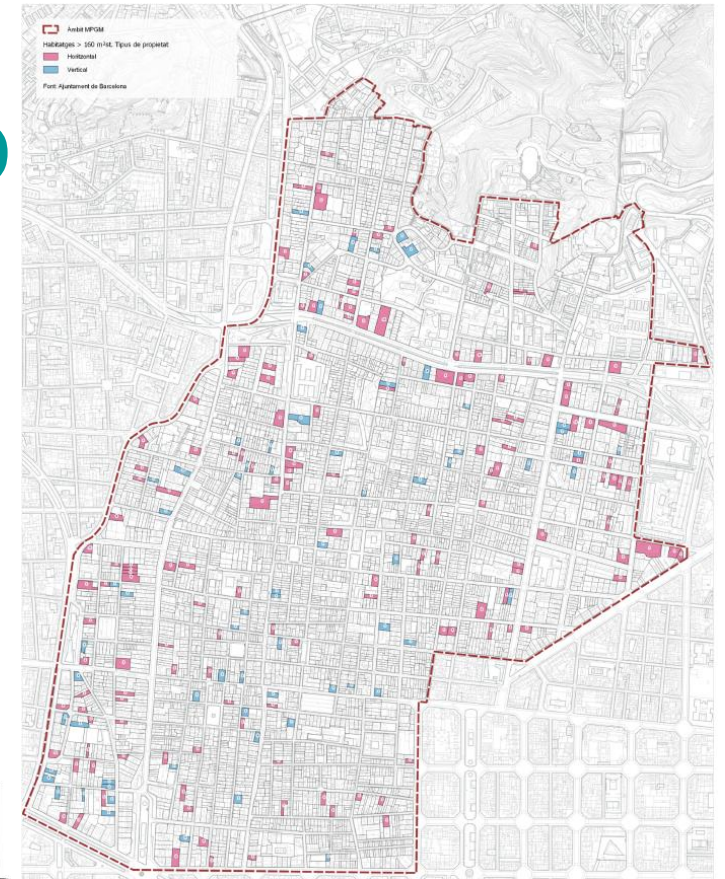 Àmbit MPGM
Habitatges > 160 m²st. Tipus de propietat
Horitzontal
Vertical
Font: Ajuntament de Barcelona